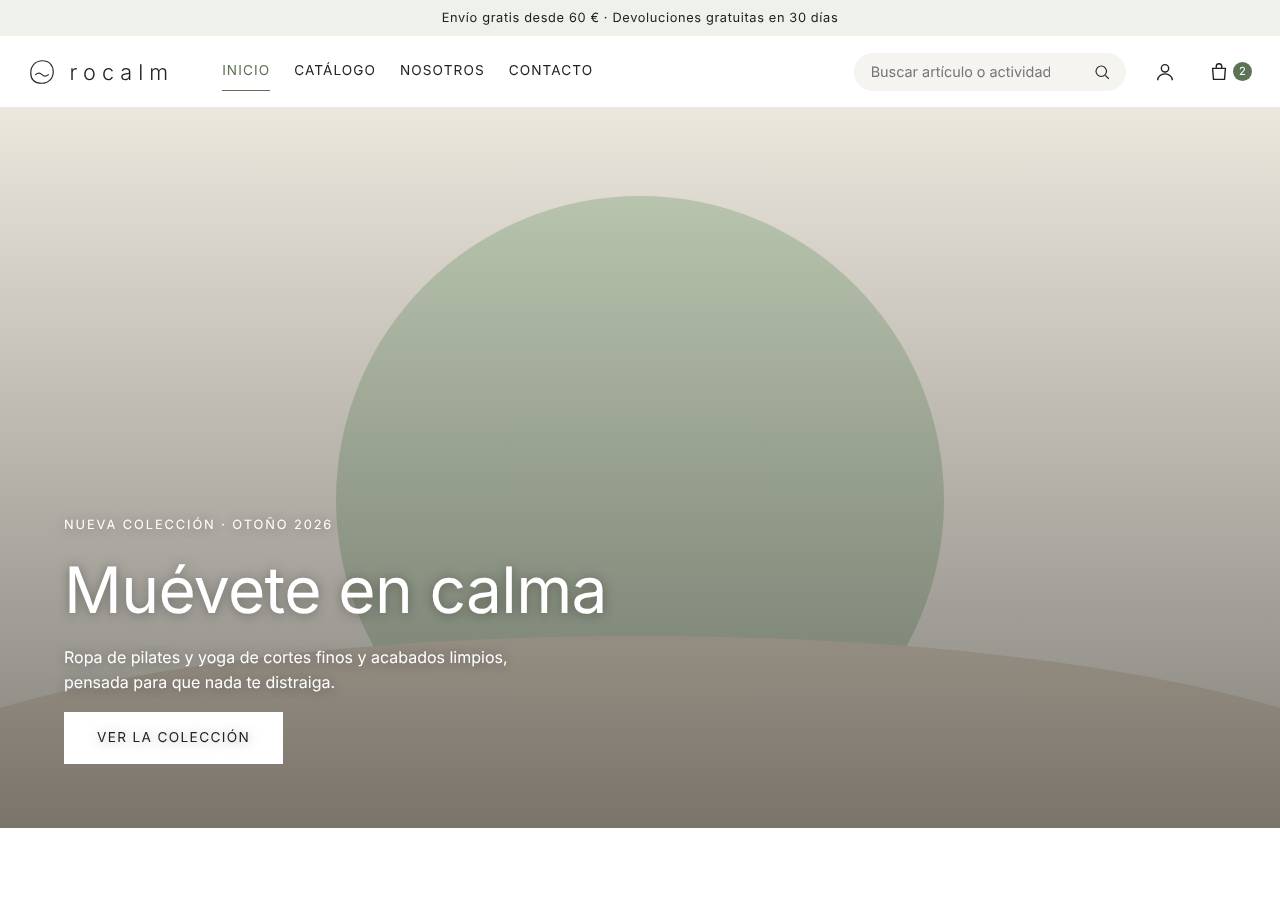 Envío gratis desde 60 € · Devoluciones gratuitas en 30 días
rocalm
INICIO CATÁLOGO NOSOTROS CONTACTO
Buscar artículo o actividad
2
NUEVA COLECCIÓN · OTOÑO 2026
Muévete en calma
Ropa de pilates y yoga de cortes finos y acabados limpios,
pensada para que nada te distraiga.
VER LA COLECCIÓN